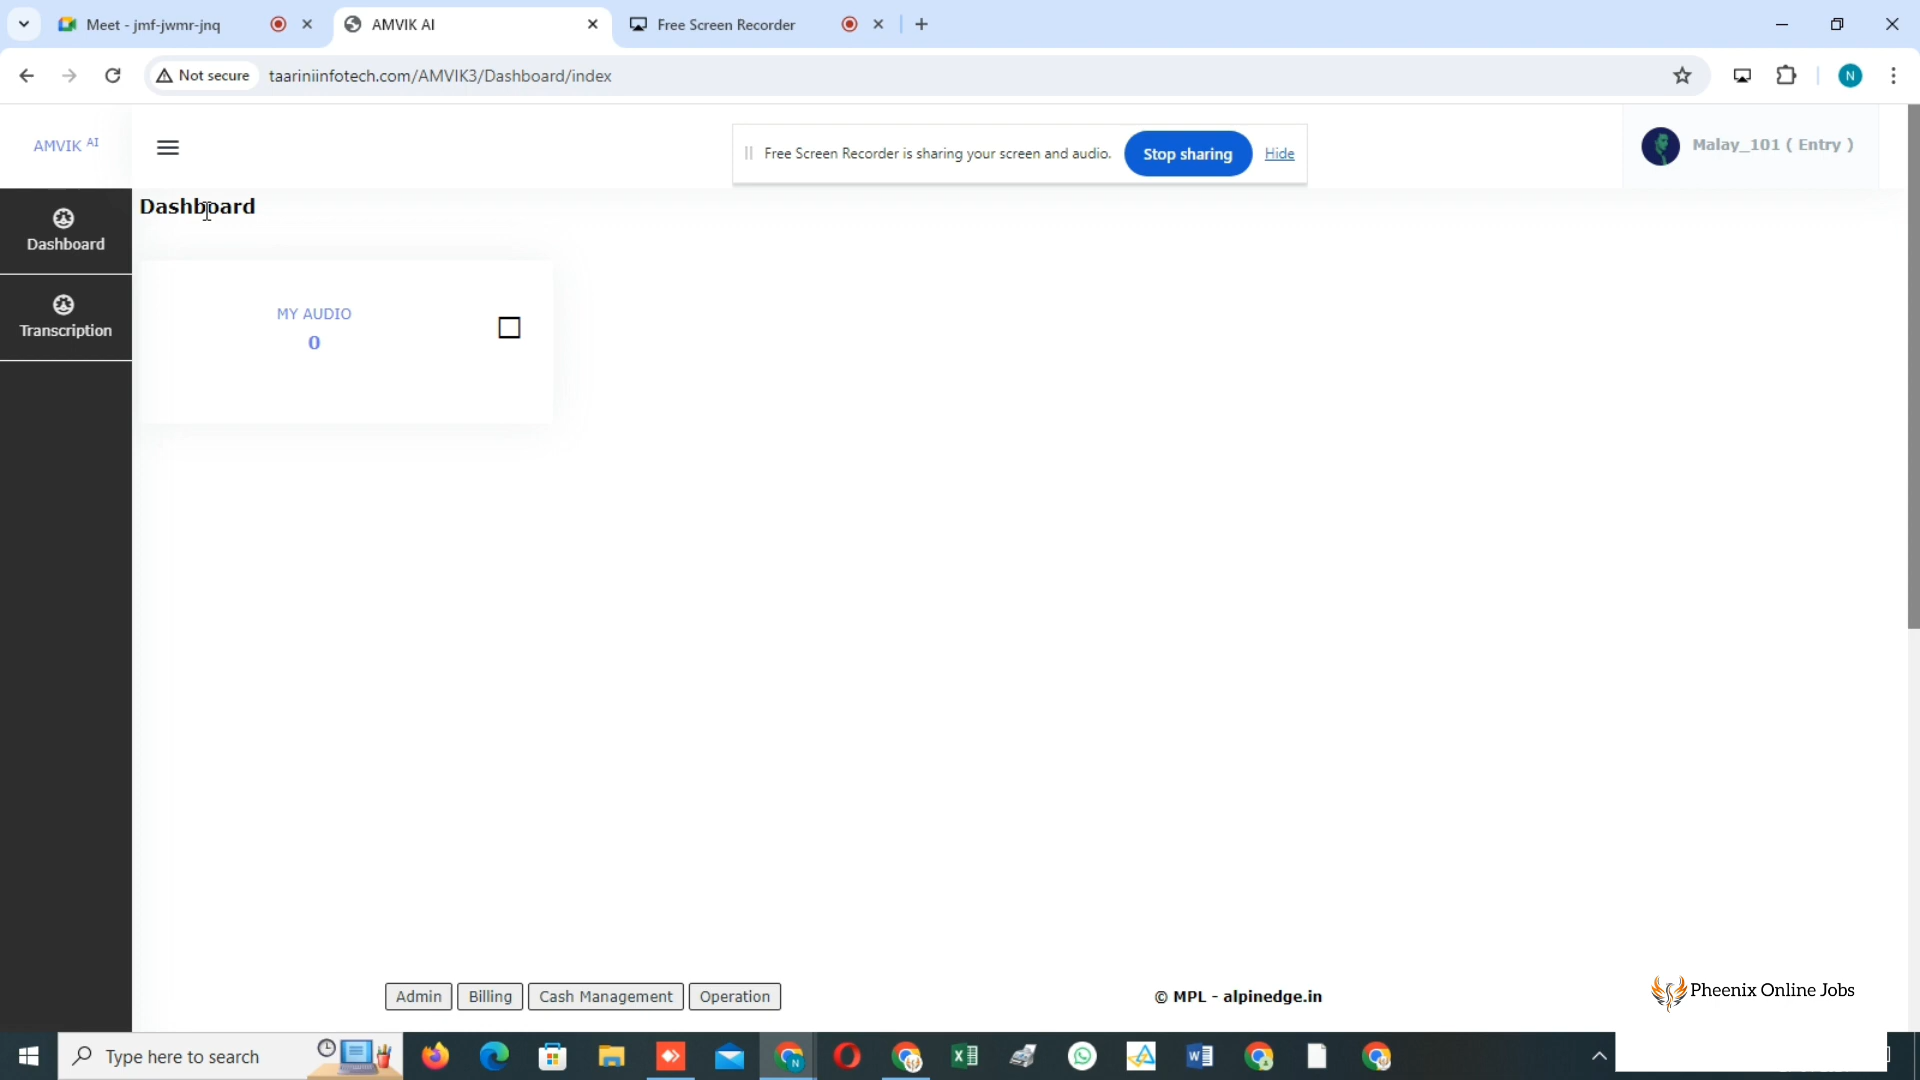 Meet - jmf-jwmr-jnq
AMVIK AI
Free Screen Recorder
Not secure
taariniinfotech.com/AMVIK3/Dashboard/index
N
AMVIK AI
Free Screen Recorder is sharing your screen and audio.
Stop sharing
Hide
Malay_101 ( Entry )
Dashboard
Dashboard
Transcription
MY AUDIO
0
Admin
Billing
Cash Management
Operation
© MPL - alpinedge.in
Pheenix Online Jobs
Type here to search